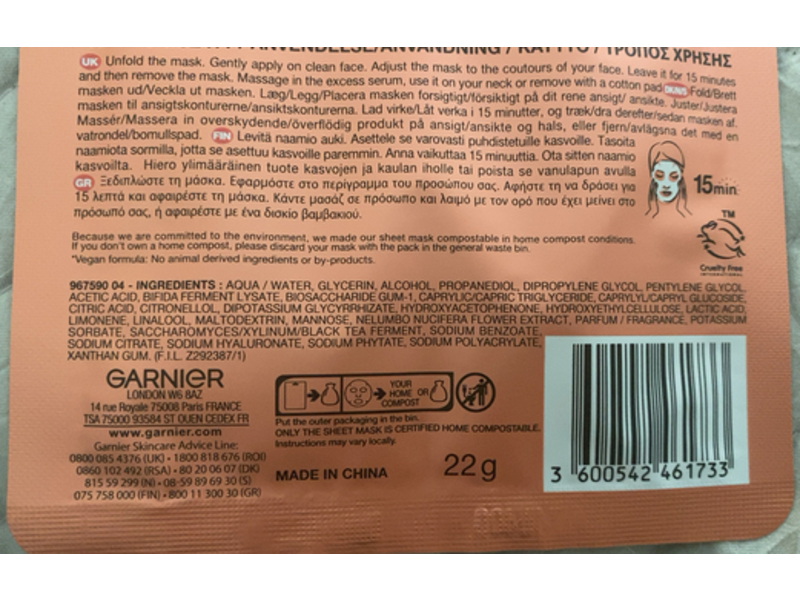 ANVENDELSE/ANVÄNDNING / KÄYTTÖ / ΤΡΟΠΟΣ ΧΡΗΣΗΣ
UK Unfold the mask. Gently apply on clean face. Adjust the mask to the coutours of your face. Leave it for 15 minutes
and then remove the mask. Massage in the excess serum, use it on your neck or remove with a cotton pad. DK/N/S Fold/Brett
masken ud/Veckla ut masken. Læg/Legg/Placera masken forsigtigt/försiktigt på dit rene ansigt/ ansikte. Juster/Justera
masken til ansigtskonturerne/ansiktskonturerna. Lad virke/Låt verka i 15 minutter, og træk/dra derefter/sedan masken af.
Massér/Massera in overskydende/överflödig produkt på ansigt/ansikte og hals, eller fjern/avlägsna det med en
vatrondel/bomullspad. FIN Levitä naamio auki. Asettele se varovasti puhdistetuille kasvoille. Tasoita
naamiota sormilla, jotta se asettuu kasvoille paremmin. Anna vaikuttaa 15 minuuttia. Ota sitten naamio
kasvoilta. Hiero ylimääräinen tuote kasvojen ja kaulan iholle tai poista se vanulapun avulla
GR Ξεδιπλώστε τη μάσκα. Εφαρμόστε στο περίγραμμα του προσώπου σας. Αφήστε τη να δράσει για
15 λεπτά και αφαιρέστε τη μάσκα. Κάντε μασάζ σε πρόσωπο και λαιμό με τον ορό που έχει μείνει στο
πρόσωπό σας, ή αφαιρέστε με ένα δισκίο βαμβακιού.
15min
TM
Cruelty Free
INTERNATIONAL
Because we are committed to the environment, we made our sheet mask compostable in home compost conditions.
If you don't own a home compost, please discard your mask with the pack in the general waste bin.
*Vegan formula: No animal derived ingredients or by-products.
967590 04 - INGREDIENTS : AQUA / WATER, GLYCERIN, ALCOHOL, PROPANEDIOL, DIPROPYLENE GLYCOL, PENTYLENE GLYCOL,
ACETIC ACID, BIFIDA FERMENT LYSATE, BIOSACCHARIDE GUM-1, CAPRYLIC/CAPRIC TRIGLYCERIDE, CAPRYLYL/CAPRYL GLUCOSIDE,
CITRIC ACID, CITRONELLOL, DIPOTASSIUM GLYCYRRHIZATE, HYDROXYACETOPHENONE, HYDROXYETHYLCELLULOSE, LACTIC ACID,
LIMONENE, LINALOOL, MALTODEXTRIN, MANNOSE, NELUMBO NUCIFERA FLOWER EXTRACT, PARFUM / FRAGRANCE, POTASSIUM
SORBATE, SACCHAROMYCES/XYLINUM/BLACK TEA FERMENT, SODIUM BENZOATE,
SODIUM CITRATE, SODIUM HYALURONATE, SODIUM PHYTATE, SODIUM POLYACRYLATE,
XANTHAN GUM. (F.I.L. Z292387/1)
GARNIER
LONDON W6 8AZ
14 rue Royale 75008 Paris FRANCE
TSA 75000 93584 ST OUEN CEDEX FR
www.garnier.com
Garnier Skincare Advice Line:
0800 085 4376 (UK) • 1800 818 676 (ROI)
0860 102 492 (RSA) • 80 20 06 07 (DK)
815 59 299 (N) • 08-59 89 69 30 (S)
075 758 000 (FIN) • 800 11 300 30 (GR)
YOUR
HOME OR
COMPOST
Put the outer packaging in the bin.
ONLY THE SHEET MASK IS CERTIFIED HOME COMPOSTABLE.
Instructions may vary locally.
MADE IN CHINA
22g
3 600542 461733